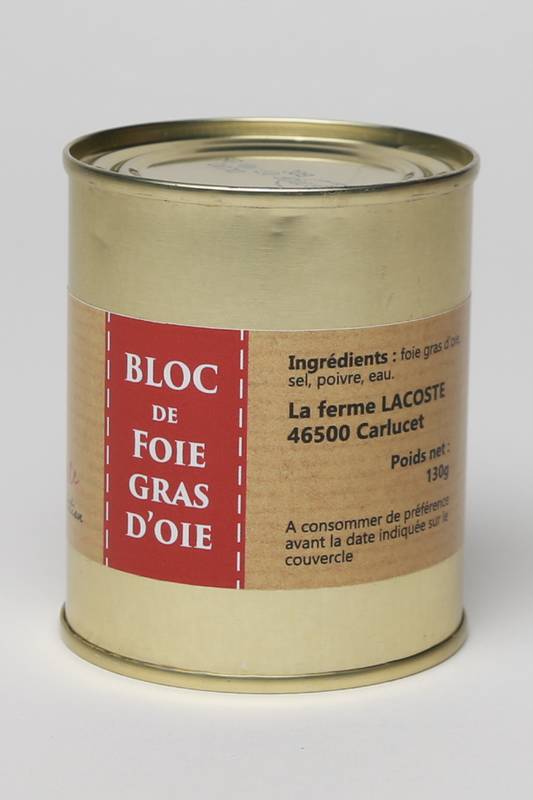 BLOC
DE
FOIE
GRAS
D'OIE
Ingrédients : foie gras d'oie,
sel, poivre, eau.
La ferme LACOSTE
46500 Carlucet
Poids net :
130g
A consommer de préférence
avant la date indiquée sur le
couvercle